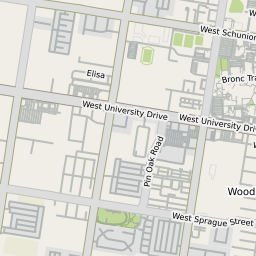 West Schunior
Elisa
Bronc Tra
West University Drive
West University Drive
Pin Oak Road
W
Wood
West Sprague Street